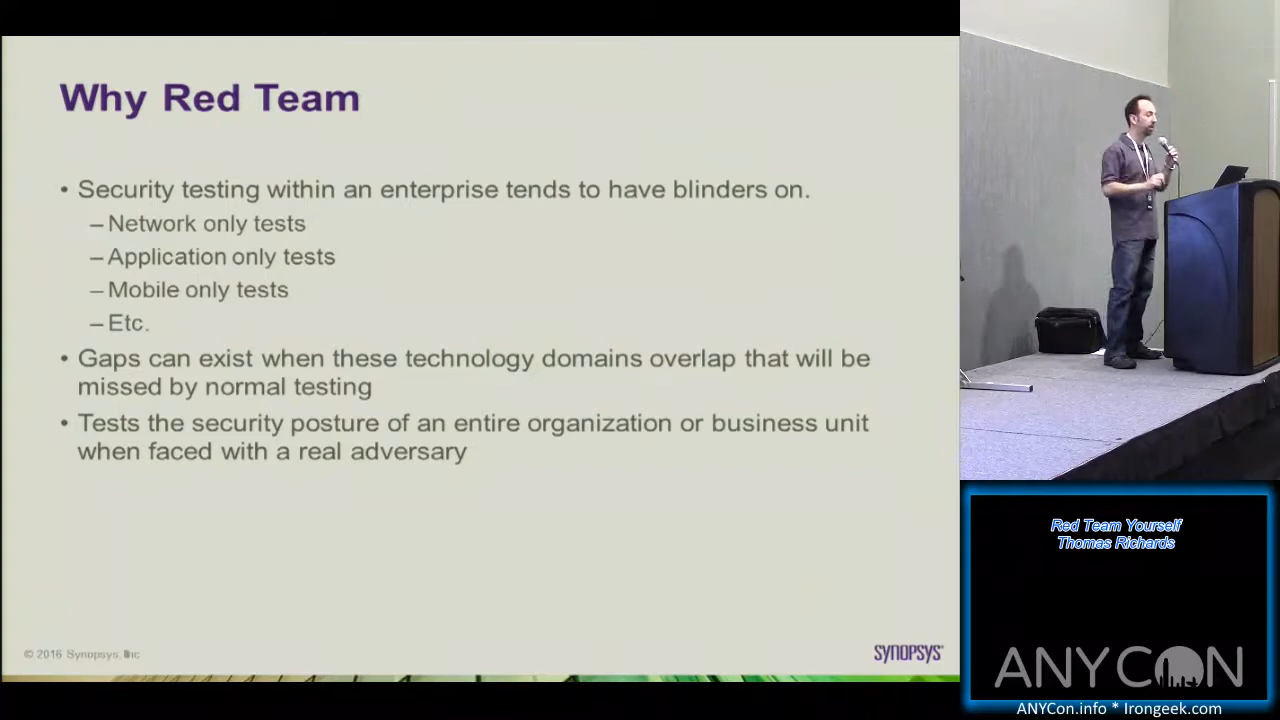 Why Red Team
• Security testing within an enterprise tends to have blinders on.
– Network only tests
– Application only tests
– Mobile only tests
– Etc.
• Gaps can exist when these technology domains overlap that will be
missed by normal testing
• Tests the security posture of an entire organization or business unit
when faced with a real adversary
© 2016 Synopsys, Inc
SYNOPSYS®
Red Team Yourself
Thomas Richards
ANYCON
ANYCon.info * Irongeek.com